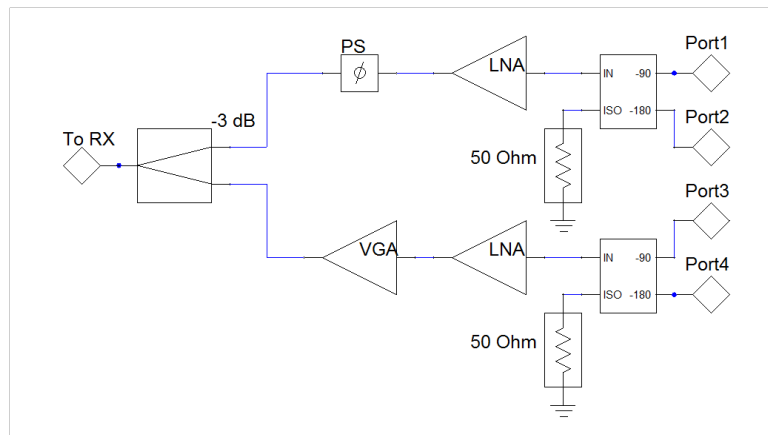 PS
LNA
Port1
IN
-90
ISO
-180
Port2
-3 dB
To RX
50 Ohm
Port3
VGA
LNA
IN
-90
ISO
-180
Port4
50 Ohm